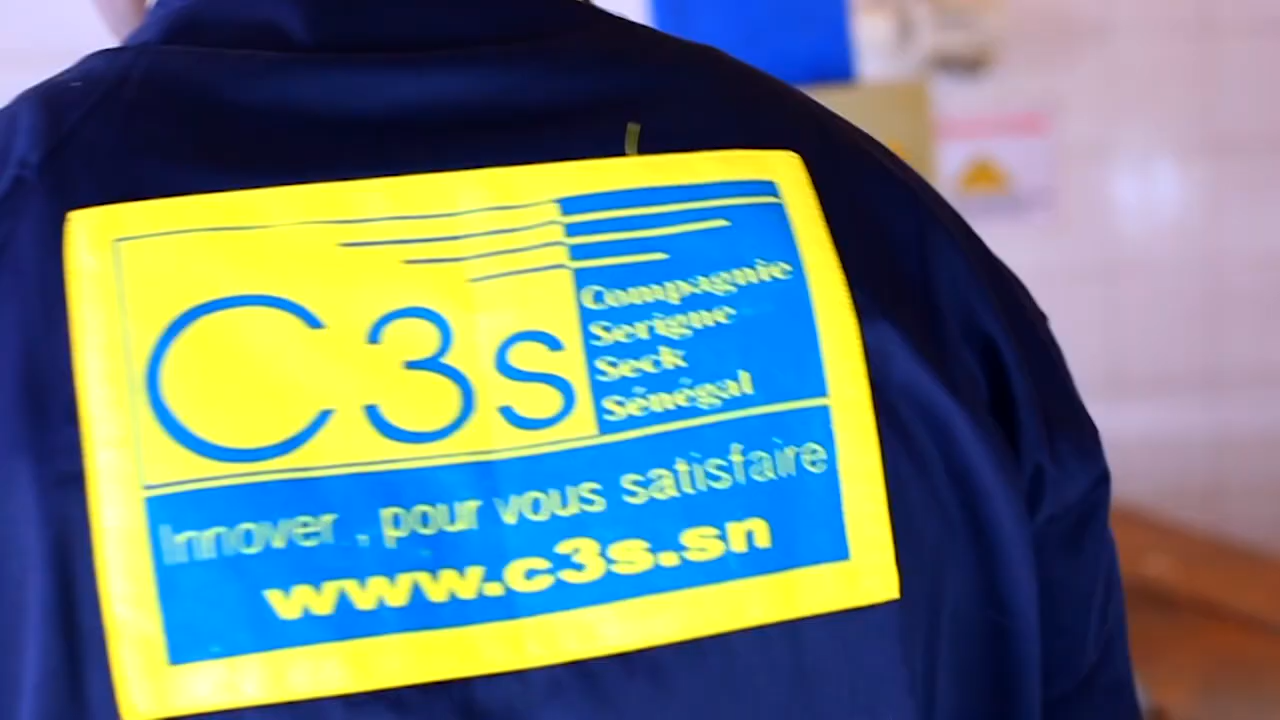 C3s
Compagnie
Serigne
Seck
Sénégal
Innover , pour vous satisfaire
www.c3s.sn